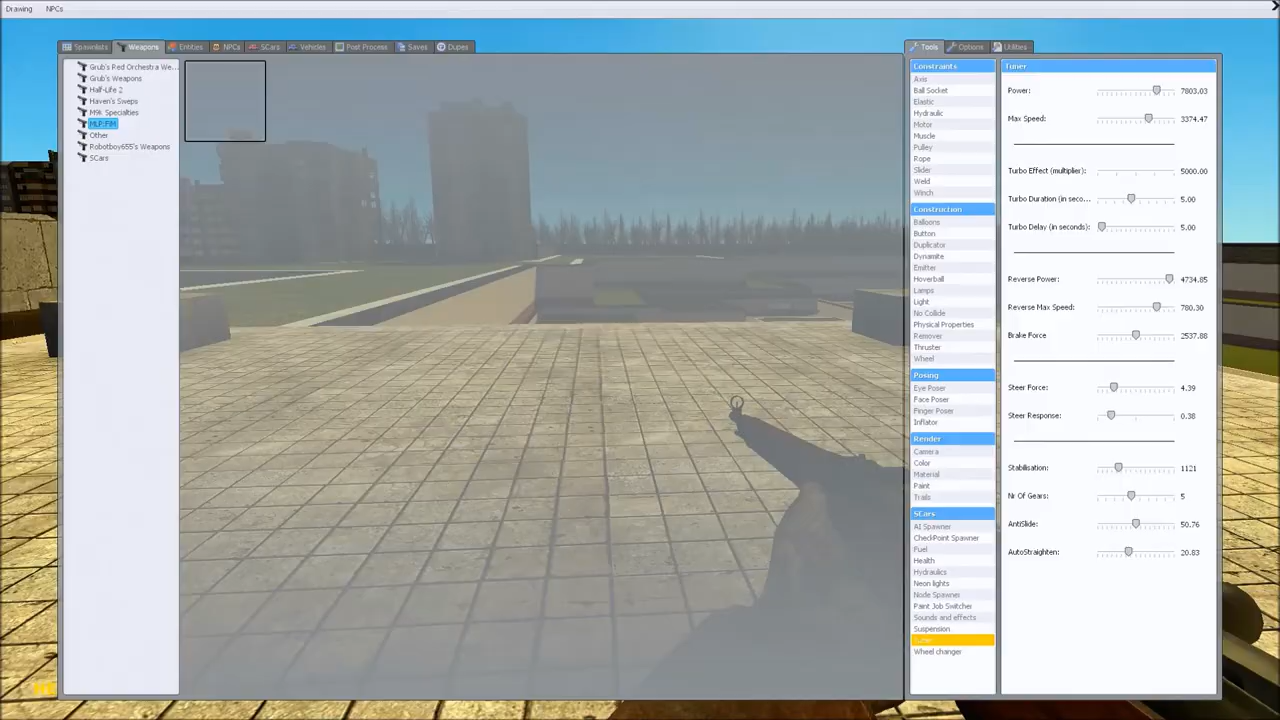 Drawing NPCs
Spawnlists Weapons Entities NPCs SCars Vehicles Post Process Saves Dupes
Grub's Red Orchestra We...
Grub's Weapons
Half-Life 2
Haven's Sweps
M9k Specialties
MLP:FIM
Other
Robotboy655's Weapons
SCars
Tools Options Utilities
Constraints
Axis
Ball Socket
Elastic
Hydraulic
Motor
Muscle
Pulley
Rope
Slider
Weld
Winch
Construction
Balloons
Button
Duplicator
Dynamite
Emitter
Hoverball
Lamps
Light
No Collide
Physical Properties
Remover
Thruster
Wheel
Posing
Eye Poser
Face Poser
Finger Poser
Inflator
Render
Camera
Color
Material
Paint
Trails
SCars
AI Spawner
CheckPoint Spawner
Fuel
Health
Hydraulics
Neon lights
Node Spawner
Paint Job Switcher
Sounds and effects
Suspension
Tuner
Wheel changer
Tuner
Power: 7803.03
Max Speed: 3374.47
Turbo Effect (multiplier): 5000.00
Turbo Duration (in seco... 5.00
Turbo Delay (in seconds): 5.00
Reverse Power: 4734.85
Reverse Max Speed: 780.30
Brake Force 2537.88
Steer Force: 4.39
Steer Response: 0.38
Stabilisation: 1121
Nr Of Gears: 5
AntiSlide: 50.76
AutoStraighten: 20.83